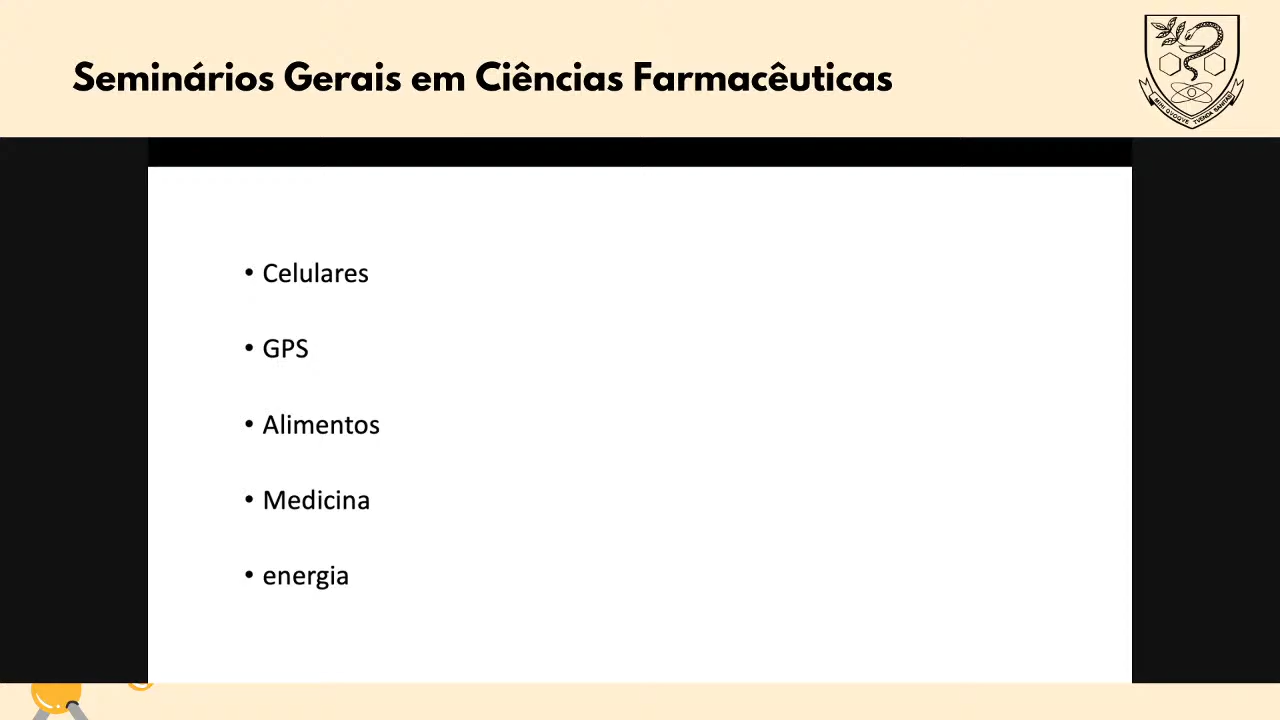 Seminários Gerais em Ciências Farmacêuticas
• Celulares
• GPS
• Alimentos
• Medicina
• energia